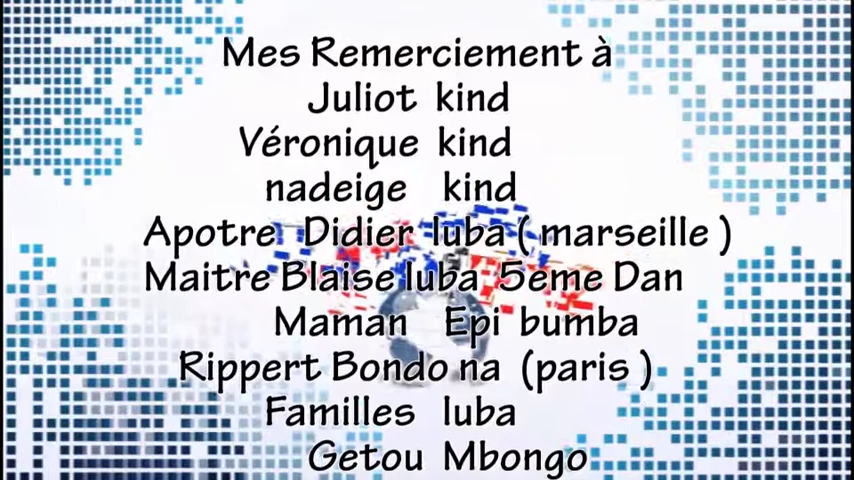 Mes Remerciement à
Juliot kind
Véronique kind
nadeige kind
Apotre Didier luba ( marseille )
Maitre Blaise luba 5eme Dan
Maman Epi bumba
Rippert Bondo na (paris )
Familles luba
Getou Mbongo